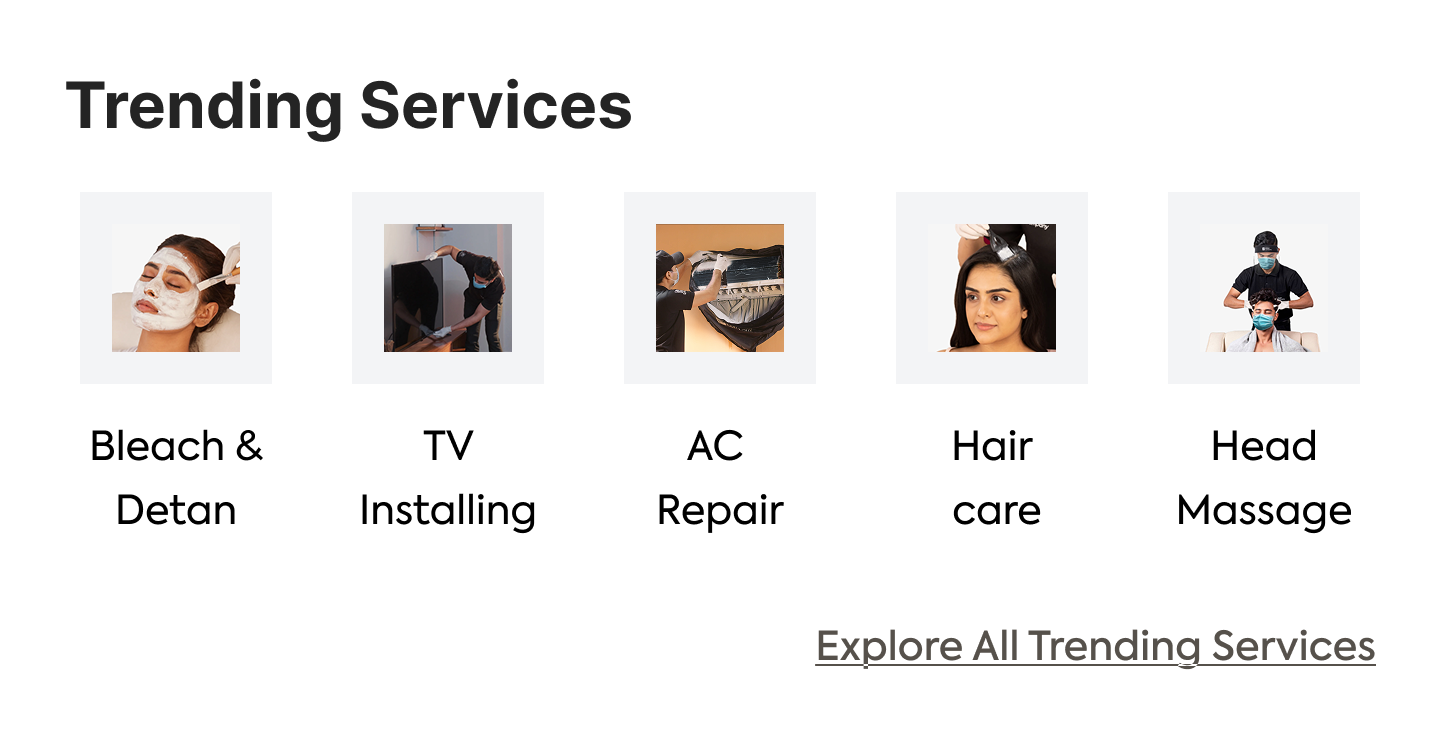 Trending Services
Bleach &
Detan
TV
Installing
AC
Repair
Hair
care
Head
Massage
Explore All Trending Services